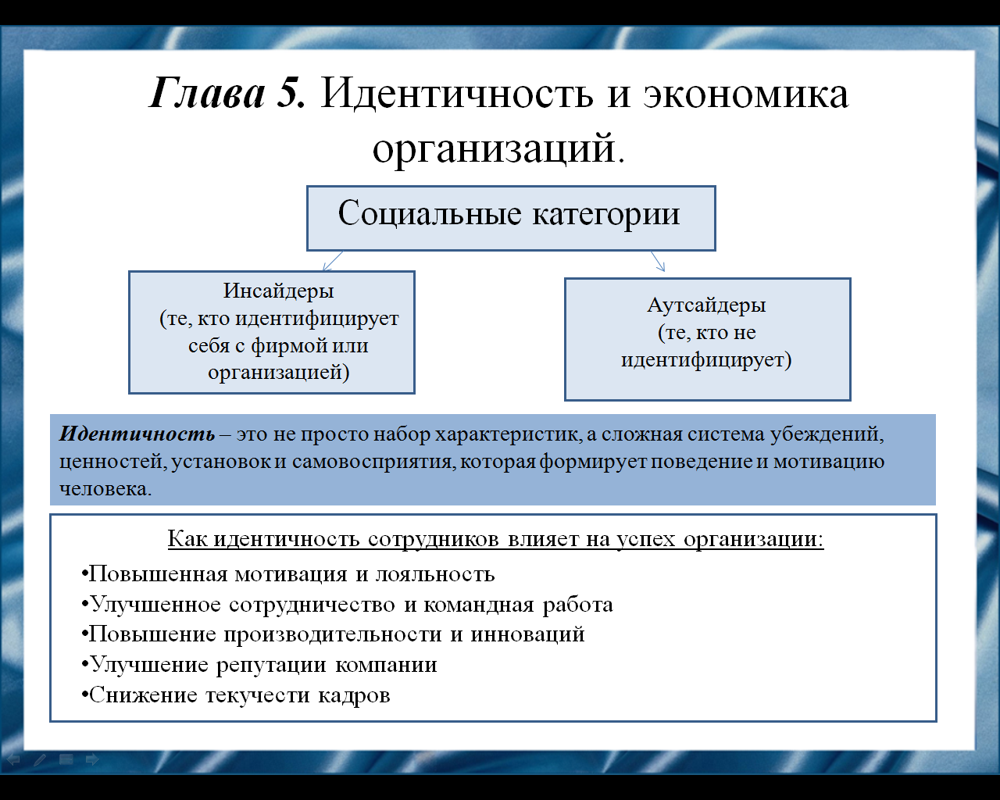 Глава 5. Идентичность и экономика
организаций.
Социальные категории
Инсайдеры
(те, кто идентифицирует
себя с фирмой или
организацией)
Аутсайдеры
(те, кто не
идентифицирует)
Идентичность – это не просто набор характеристик, а сложная система убеждений,
ценностей, установок и самовосприятия, которая формирует поведение и мотивацию
человека.
Как идентичность сотрудников влияет на успех организации:
•Повышенная мотивация и лояльность
•Улучшенное сотрудничество и командная работа
•Повышение производительности и инноваций
•Улучшение репутации компании
•Снижение текучести кадров